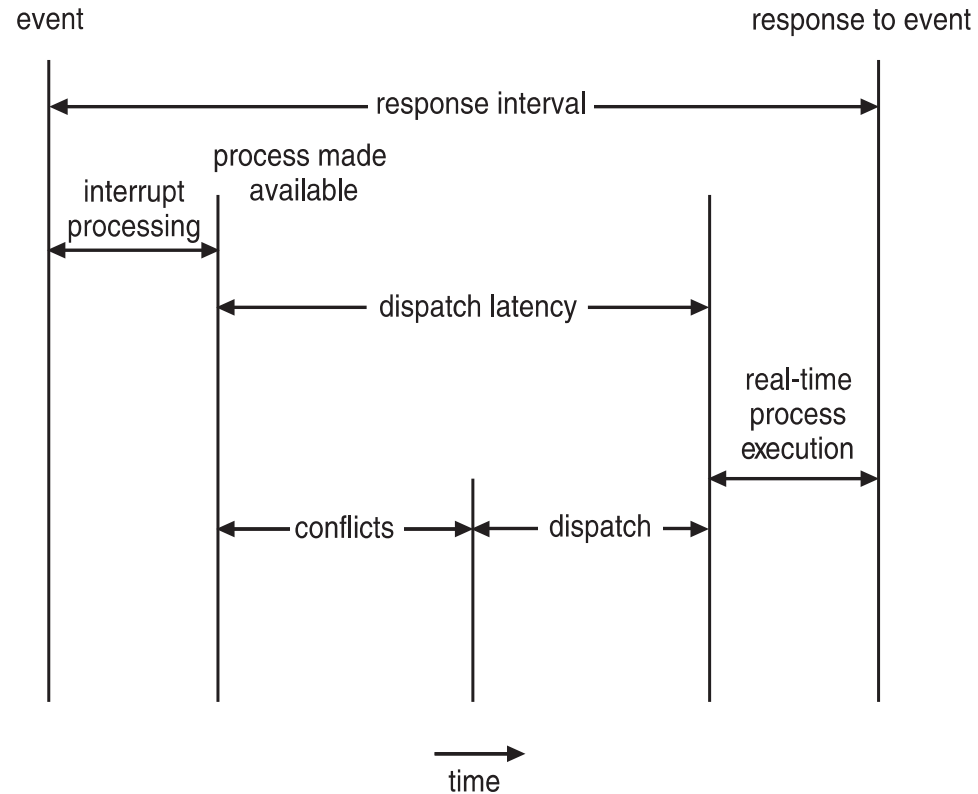 event
response to event
response interval
process made
available
interrupt
processing
dispatch latency
real-time
process
execution
conflicts
dispatch
time